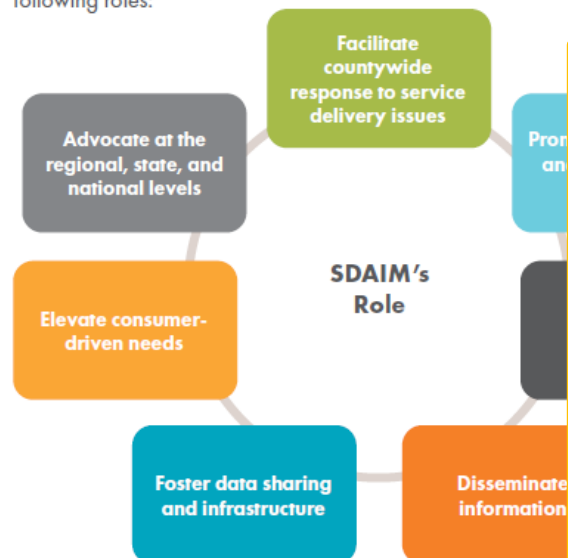 following roles:
Facilitate
countywide
response to service
delivery issues
Advocate at the
regional, state, and
national levels
SDAIM's
Role
Elevate consumer-
driven needs
Foster data sharing
and infrastructure
Disseminate
information